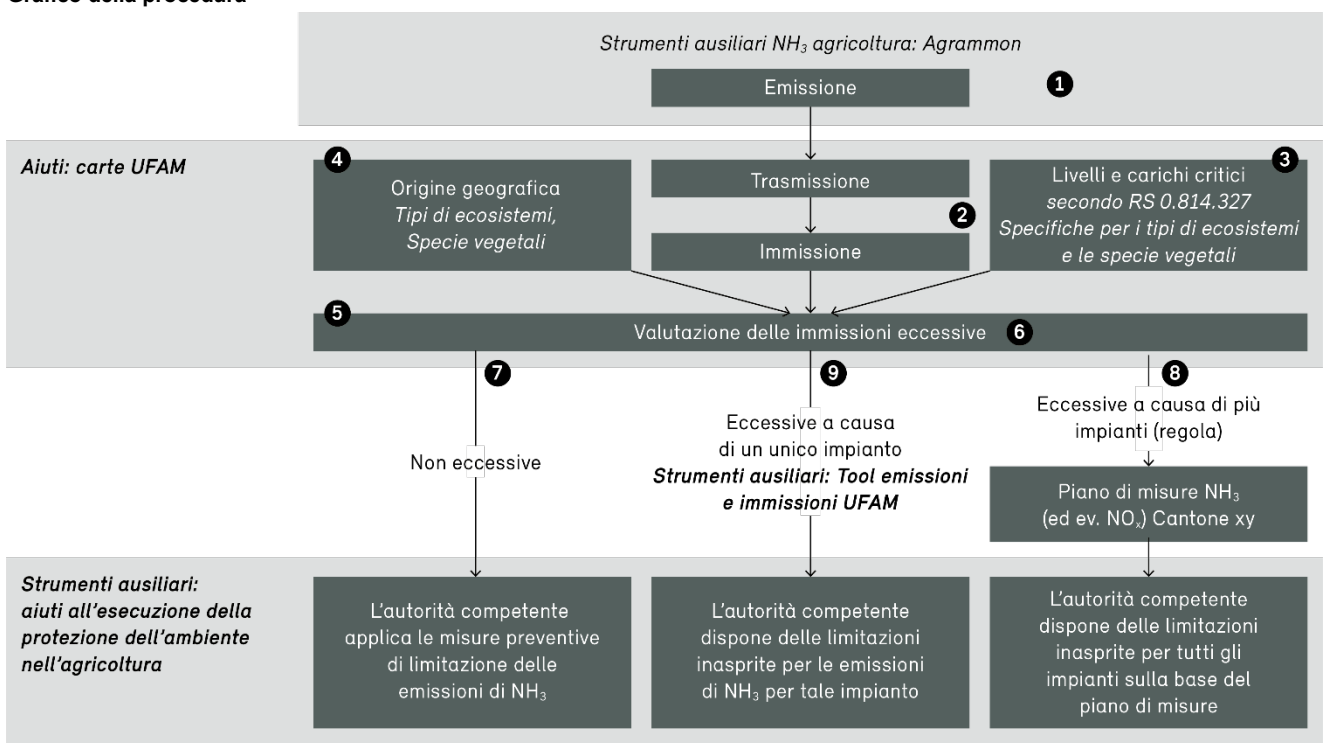 Grafico della procedura
Strumenti ausiliari NH₃ agricoltura: Agrammon
Emissione
1
Aiuti: carte UFAM
4
Origine geografica
Tipi di ecosistemi,
Specie vegetali
Trasmissione
2
Immissione
3
Livelli e carichi critici
secondo RS 0.814.327
Specifiche per i tipi di ecosistemi
e le specie vegetali
5
Valutazione delle immissioni eccessive
6
7
Non eccessive
9
Eccessive a causa
di un unico impianto
Strumenti ausiliari: Tool emissioni
e immissioni UFAM
8
Eccessive a causa di più
impianti (regola)
Piano di misure NH₃
(ed ev. NOₓ) Cantone xy
Strumenti ausiliari:
aiuti all'esecuzione della
protezione dell'ambiente
nell'agricoltura
L'autorità competente
applica le misure preventive
di limitazione delle
emissioni di NH₃
L'autorità competente
dispone delle limitazioni
inasprite per le emissioni
di NH₃ per tale impianto
L'autorità competente
dispone delle limitazioni
inasprite per tutti gli
impianti sulla base del
piano di misure